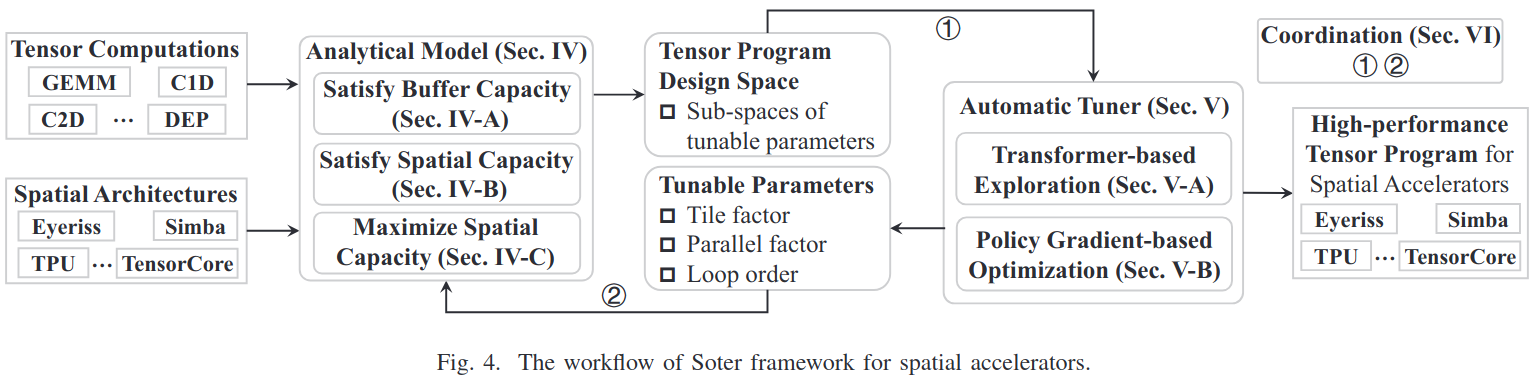 Tensor Computations
GEMM
C1D
C2D
...
DEP
Spatial Architectures
Eyeriss
Simba
TPU
...
TensorCore
Analytical Model (Sec. IV)
Satisfy Buffer Capacity
(Sec. IV-A)
Satisfy Spatial Capacity
(Sec. IV-B)
Maximize Spatial
Capacity (Sec. IV-C)
Tensor Program
Design Space
Sub-spaces of
tunable parameters
Tunable Parameters
Tile factor
Parallel factor
Loop order
①
②
Automatic Tuner (Sec. V)
Transformer-based
Exploration (Sec. V-A)
Policy Gradient-based
Optimization (Sec. V-B)
Coordination (Sec. VI)
① ②
High-performance
Tensor Program for
Spatial Accelerators
Eyeriss
Simba
TPU
...
TensorCore
Fig. 4. The workflow of Soter framework for spatial accelerators.